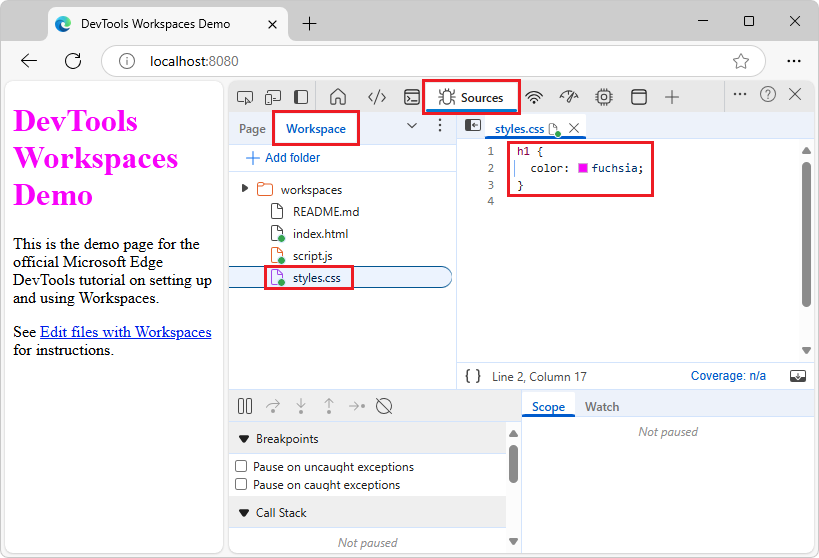 DevTools Workspaces Demo
localhost:8080
DevTools
Workspaces
Demo
This is the demo page for the
official Microsoft Edge
DevTools tutorial on setting up
and using Workspaces.
See Edit files with Workspaces
for instructions.
Sources
Page
Workspace
Add folder
workspaces
README.md
index.html
script.js
styles.css
styles.css
1 h1 {
2 color: fuchsia;
3 }
4
{ } Line 2, Column 17
Coverage: n/a
Breakpoints
Pause on uncaught exceptions
Pause on caught exceptions
Call Stack
Not paused
Scope
Watch
Not paused